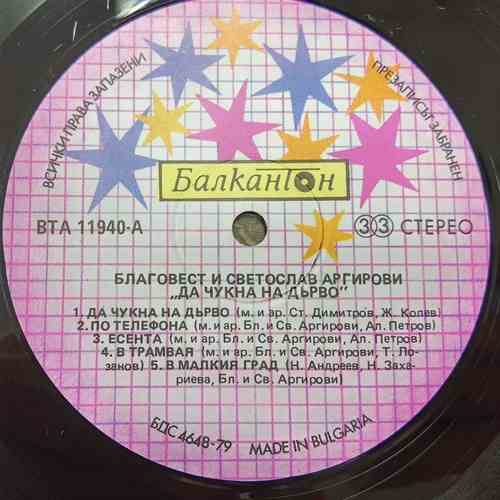 ВСИЧКИ ПРАВА ЗАПАЗЕНИ
ПРЕЗАПИСЪТ ЗАБРАНЕН
БалканТон
ВТА 11940-А
33 СТЕРЕО
БЛАГОВЕСТ И СВЕТОСЛАВ АРГИРОВИ
„ДА ЧУКНА НА ДЪРВО"
1. ДА ЧУКНА НА ДЪРВО (м. и ар. Ст. Димитров, Ж. Колев)
2. ПО ТЕЛЕФОНА (м. и ар. Бл. и Св. Аргирови, Ал. Петров)
3. ЕСЕНТА (м. и ар. Бл. и Св. Аргирови, Ал. Петров)
4. В ТРАМВАЯ (м. и ар. Бл. и Св. Аргирови, Т. Ло-
занов) 5. В МАЛКИЯ ГРАД (Н. Андреев, Н. Заха-
риева, Бл. и Св. Аргирови)
БДС 4648-79 MADE IN BULGARIA